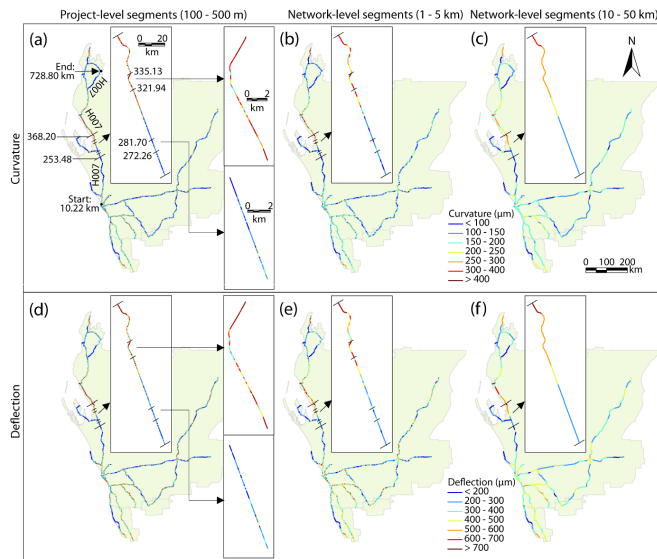 Project-level segments (100 - 500 m)
Network-level segments (1 - 5 km)
Network-level segments (10 - 50 km)
Curvature
(a)
End:
728.80 km
H007
H007
368.20
253.48
H007
Start:
10.22 km
0 20
km
335.13
321.94
281.70
272.26
0 2
km
0 2
km
(b)
(c)
N
Curvature (μm)
< 100
100 - 150
150 - 200
200 - 250
250 - 300
300 - 400
> 400
0 100 200
km
Deflection
(d)
(e)
(f)
Deflection (μm)
< 200
200 - 300
300 - 400
400 - 500
500 - 600
600 - 700
> 700